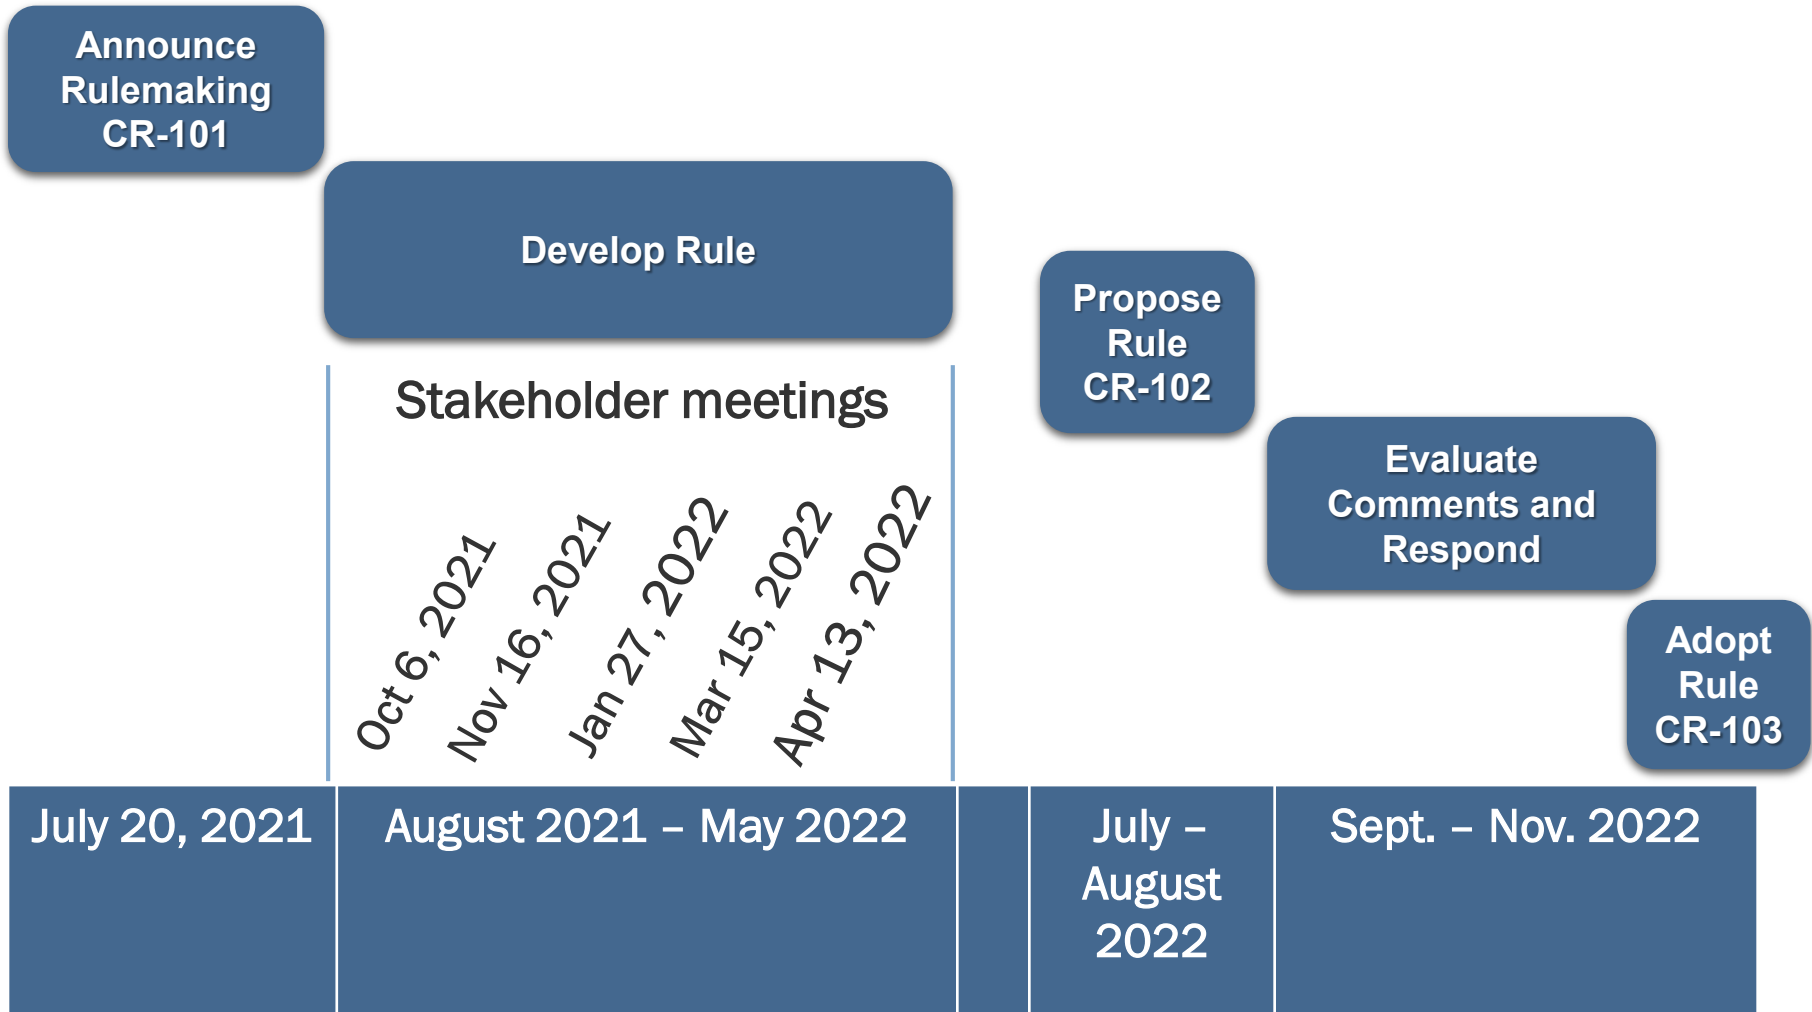 Announce
Rulemaking
CR-101
Develop Rule
Propose
Rule
CR-102
Stakeholder meetings
Evaluate
Comments and
Respond
Oct 6, 2021
Nov 16, 2021
Jan 27, 2022
Mar 15, 2022
Apr 13, 2022
Adopt
Rule
CR-103
July 20, 2021
August 2021 – May 2022
July –
August
2022
Sept. – Nov. 2022